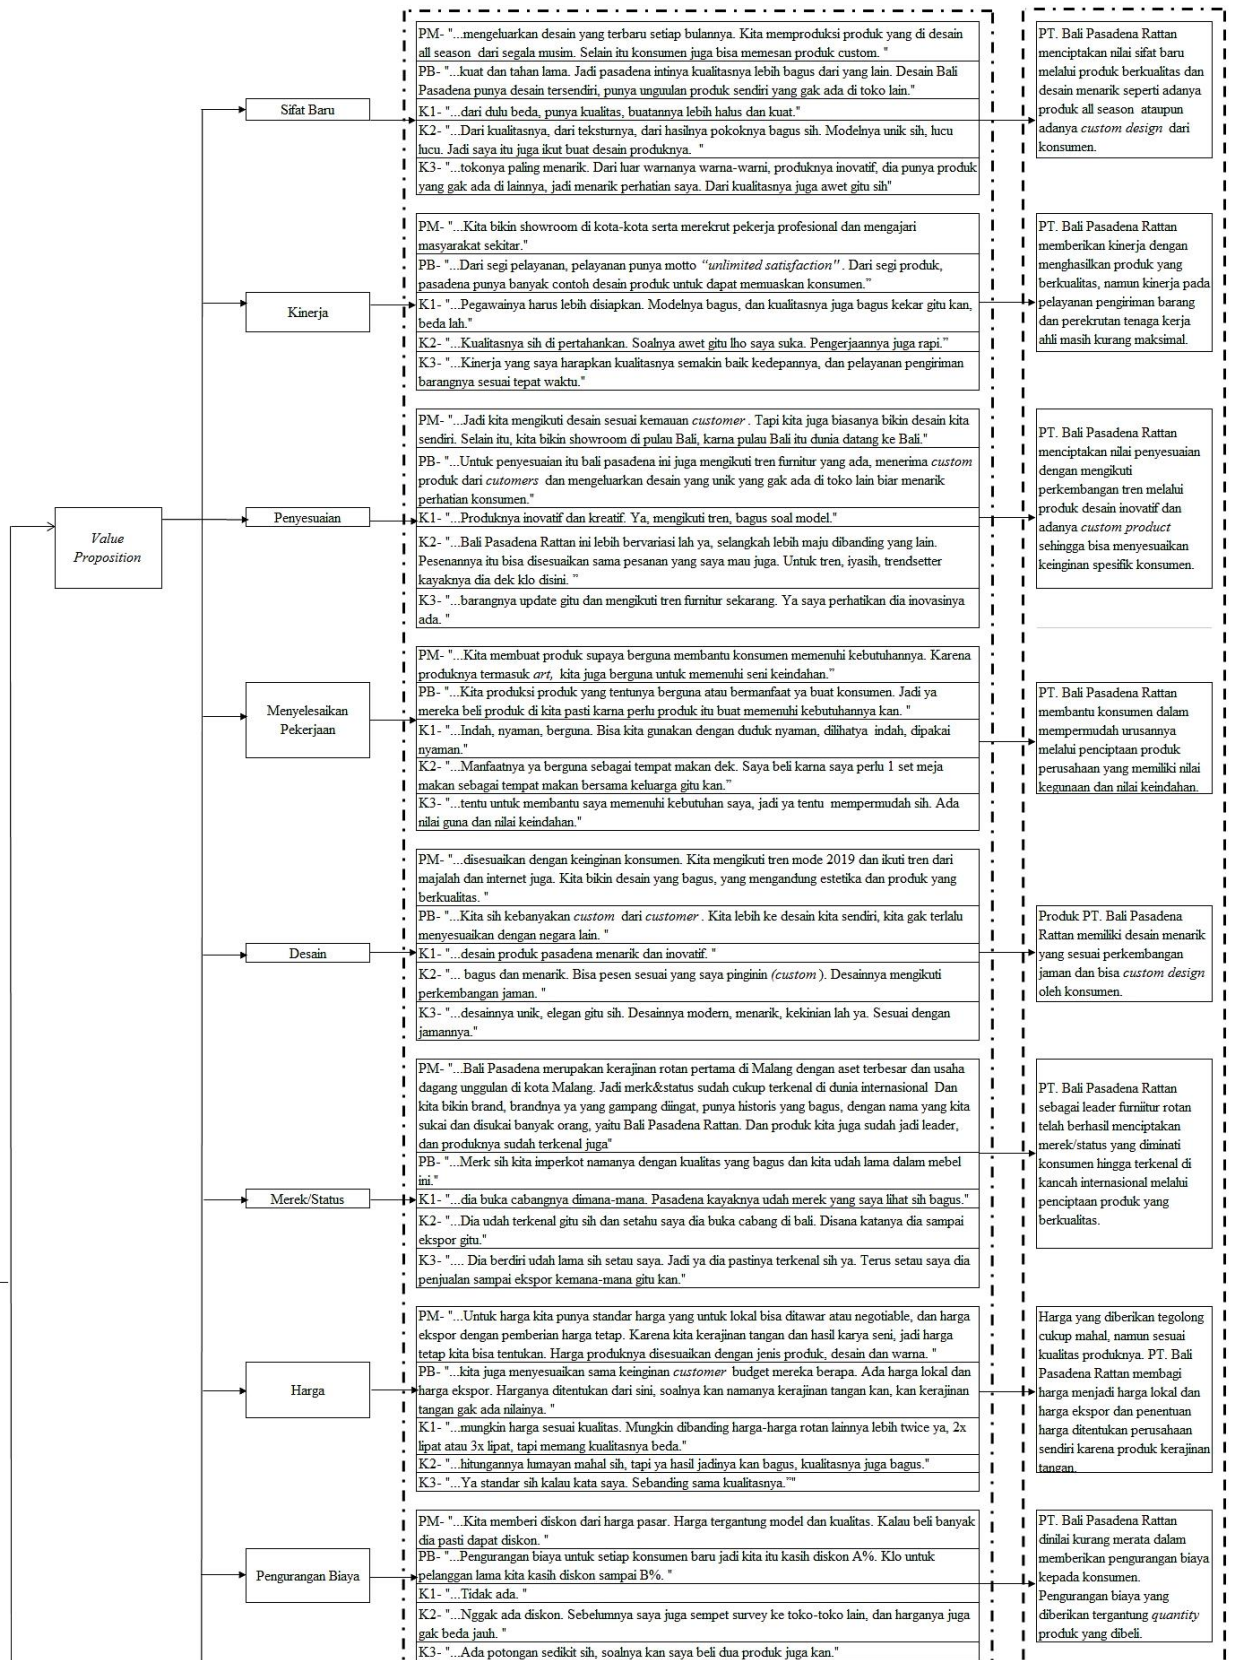 Value
Proposition
Sifat Baru
PM- "...mengeluarkan desain yang terbaru setiap bulannya. Kita memproduksi produk yang di desain
all season dari segala musim. Selain itu konsumen juga bisa memesan produk custom. "
PB- "...kuat dan tahan lama. Jadi pasadena intinya kualitasnya lebih bagus dari yang lain. Desain Bali
Pasadena punya desain tersendiri, punya unguulan produk sendiri yang gak ada di toko lain."
K1- "...dari dulu beda, punya kualitas, buatannya lebih halus dan kuat."
K2- "...Dari kualitasnya, dari teksturnya, dari hasilnya pokoknya bagus sih. Modelnya unik sih, lucu
lucu. Jadi saya itu juga ikut buat desain produknya. "
K3- "...tokonya paling menarik. Dari luar warnanya warna-warni, produknya inovatif, dia punya produk
yang gak ada di lainnya, jadi menarik perhatian saya. Dari kualitasnya juga awet gitu sih"
PT. Bali Pasadena Rattan
menciptakan nilai sifat baru
melalui produk berkualitas dan
desain menarik seperti adanya
produk all season ataupun
adanya custom design dari
konsumen.
Kinerja
PM- "...Kita bikin showroom di kota-kota serta merekrut pekerja profesional dan mengajari
masyarakat sekitar."
PB- "...Dari segi pelayanan, pelayanan punya motto “unlimited satisfaction". Dari segi produk,
pasadena punya banyak contoh desain produk untuk dapat memuaskan konsumen.”
K1- "...Pegawainya harus lebih disiapkan. Modelnya bagus, dan kualitasnya juga bagus kekar gitu kan,
beda lah."
K2- "...Kualitasnya sih di pertahankan. Soalnya awet gitu lho saya suka. Pengerjaannya juga rapi.”
K3- "...Kinerja yang saya harapkan kualitasnya semakin baik kedepannya, dan pelayanan pengiriman
barangnya sesuai tepat waktu."
PT. Bali Pasadena Rattan
memberikan kinerja dengan
menghasilkan produk yang
berkualitas, namun kinerja pada
pelayanan pengiriman barang
dan perekrutan tenaga kerja
ahli masih kurang maksimal.
Penyesuaian
PM- "...Jadi kita mengikuti desain sesuai kemauan customer. Tapi kita juga biasanya bikin desain kita
sendiri. Selain itu, kita bikin showroom di pulau Bali, karna pulau Bali itu dunia datang ke Bali."
PB- "...Untuk penyesuaian itu bali pasadena ini juga mengikuti tren furnitur yang ada, menerima custom
produk dari cutomers dan mengeluarkan desain yang unik yang gak ada di toko lain biar menarik
perhatian konsumen."
K1- "...Produknya inovatif dan kreatif. Ya, mengikuti tren, bagus soal model."
K2- "...Bali Pasadena Rattan ini lebih bervariasi lah ya, selangkah lebih maju dibanding yang lain.
Pesenannya itu bisa disesuaikan sama pesanan yang saya mau juga. Untuk tren, iyasih, trendsetter
kayaknya dia dek klo disini. ”
K3- "...barangnya update gitu dan mengikuti tren furnitur sekarang. Ya saya perhatikan dia inovasinya
ada. "
PT. Bali Pasadena Rattan
menciptakan nilai penyesuaian
dengan mengikuti
perkembangan tren melalui
produk desain inovatif dan
adanya custom product
sehingga bisa menyesuaikan
keinginan spesifik konsumen.
Menyelesaikan
Pekerjaan
PM- "...Kita membuat produk supaya berguna membantu konsumen memenuhi kebutuhannya. Karena
produknya termasuk art, kita juga berguna untuk memenuhi seni keindahan.”
PB- "...Kita produksi produk yang tentunya berguna atau bermanfaat ya buat konsumen. Jadi ya
mereka beli produk di kita pasti karna perlu produk itu buat memenuhi kebutuhannya kan. "
K1- "...Indah, nyaman, berguna. Bisa kita gunakan dengan duduk nyaman, dilihatya indah, dipakai
nyaman."
K2- "...Manfaatnya ya berguna sebagai tempat makan dek. Saya beli karna saya perlu 1 set meja
makan sebagai tempat makan bersama keluarga gitu kan.”
K3- "...tentu untuk membantu saya memenuhi kebutuhan saya, jadi ya tentu mempermudah sih. Ada
nilai guna dan nilai keindahan."
PT. Bali Pasadena Rattan
membantu konsumen dalam
mempermudah urusannya
melalui penciptaan produk
perusahaan yang memiliki nilai
kegunaan dan nilai keindahan.
Desain
PM- "...disesuaikan dengan keinginan konsumen. Kita mengikuti tren mode 2019 dan ikuti tren dari
majalah dan internet juga. Kita bikin desain yang bagus, yang mengandung estetika dan produk yang
berkualitas. "
PB- "...Kita sih kebanyakan custom dari customer. Kita lebih ke desain kita sendiri, kita gak terlalu
menyesuaikan dengan negara lain. "
K1- "...desain produk pasadena menarik dan inovatif. "
K2- "... bagus dan menarik. Bisa pesen sesuai yang saya pinginin (custom). Desainnya mengikuti
perkembangan jaman. "
K3- "...desainnya unik, elegan gitu sih. Desainnya modern, menarik, kekinian lah ya. Sesuai dengan
jamannya."
Produk PT. Bali Pasadena
Rattan memiliki desain menarik
yang sesuai perkembangan
jaman dan bisa custom design
oleh konsumen.
Merek/Status
PM- "...Bali Pasadena merupakan kerajinan rotan pertama di Malang dengan aset terbesar dan usaha
dagang unggulan di kota Malang. Jadi merk&status sudah cukup terkenal di dunia internasional Dan
kita bikin brand, brandnya ya yang gampang diingat, punya historis yang bagus, dengan nama yang kita
sukai dan disukai banyak orang, yaitu Bali Pasadena Rattan. Dan produk kita juga sudah jadi leader,
dan produknya sudah terkenal juga"
PB- "...Merk sih kita imperkot namanya dengan kualitas yang bagus dan kita udah lama dalam mebel
ini."
K1- "...dia buka cabangnya dimana-mana. Pasadena kayaknya udah merek yang saya lihat sih bagus."
K2- "...Dia udah terkenal gitu sih dan setahu saya dia buka cabang di bali. Disana katanya dia sampai
ekspor gitu."
K3- ".... Dia berdiri udah lama sih setau saya. Jadi ya dia pastinya terkenal sih ya. Terus setau saya dia
penjualan sampai ekspor kemana-mana gitu kan."
PT. Bali Pasadena Rattan
sebagai leader furniitur rotan
telah berhasil menciptakan
merek/status yang diminati
konsumen hingga terkenal di
kancah internasional melalui
penciptaan produk yang
berkualitas.
Harga
PM- "...Untuk harga kita punya standar harga yang untuk lokal bisa ditawar atau negotiable, dan harga
ekspor dengan pemberian harga tetap. Karena kita kerajinan tangan dan hasil karya seni, jadi harga
tetap kita bisa tentukan. Harga produknya disesuaikan dengan jenis produk, desain dan warna. "
PB- "...kita juga menyesuaikan sama keinginan customer budget mereka berapa. Ada harga lokal dan
harga ekspor. Harganya ditentukan dari sini, soalnya kan namanya kerajinan tangan kan, kan kerajinan
tangan gak ada nilainya. "
K1- "...mungkin harga sesuai kualitas. Mungkin dibanding harga-harga rotan lainnya lebih twice ya, 2x
lipat atau 3x lipat, tapi memang kualitasnya beda."
K2- "...hitungannya lumayan mahal sih, tapi ya hasil jadinya kan bagus, kualitasnya juga bagus."
K3- "...Ya standar sih kalau kata saya. Sebanding sama kualitasnya.”"
Harga yang diberikan tegolong
cukup mahal, namun sesuai
kualitas produknya. PT. Bali
Pasadena Rattan membagi
harga menjadi harga lokal dan
harga ekspor dan penentuan
harga ditentukan perusahaan
sendiri karena produk kerajinan
tangan.
Pengurangan Biaya
PM- "...Kita memberi diskon dari harga pasar. Harga tergantung model dan kualitas. Kalau beli banyak
dia pasti dapat diskon. "
PB- "...Pengurangan biaya untuk setiap konsumen baru jadi kita itu kasih diskon A%. Klo untuk
pelanggan lama kita kasih diskon sampai B%. "
K1- "...Tidak ada. "
K2- "...Nggak ada diskon. Sebelumnya saya juga sempet survey ke toko-toko lain, dan harganya juga
gak beda jauh. "
K3- "...Ada potongan sedikit sih, soalnya kan saya beli dua produk juga kan."
PT. Bali Pasadena Rattan
dinilai kurang merata dalam
memberikan pengurangan biaya
kepada konsumen.
Pengurangan biaya yang
diberikan tergantung quantity
produk yang dibeli.